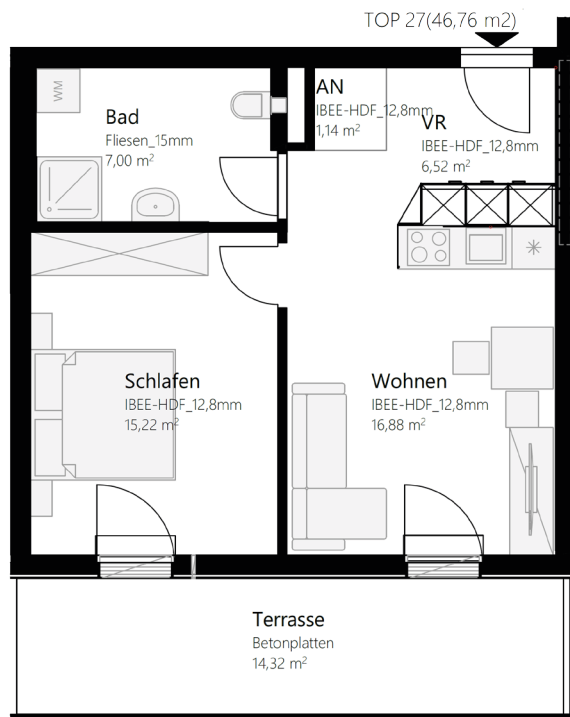 TOP 27(46,76 m2)
WM
Bad
Fliesen_15mm
7,00 m²
AN
IBEE-HDF_12,8mm
1,14 m²
VR
IBEE-HDF_12,8mm
6,52 m²
Schlafen
IBEE-HDF_12,8mm
15,22 m²
Wohnen
IBEE-HDF_12,8mm
16,88 m²
Terrasse
Betonplatten
14,32 m²